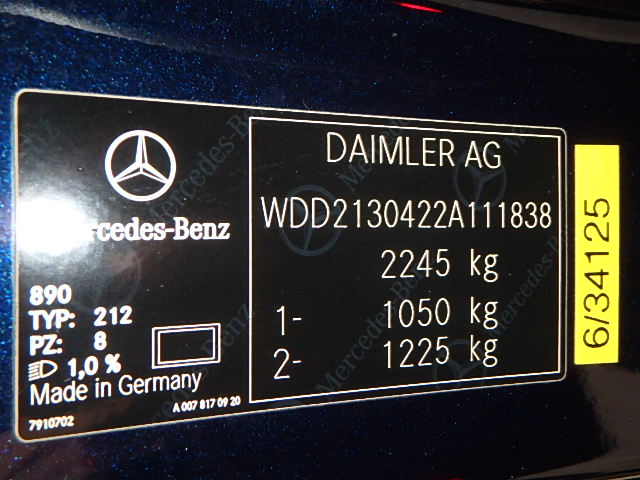 Mercedes-Benz
890
TYP: 212
PZ: 8
1,0 %
Made in Germany
7910702
A 007 817 09 20
DAIMLER AG
WDD2130422A111838
2245 kg
1- 1050 kg
2- 1225 kg
6/34125